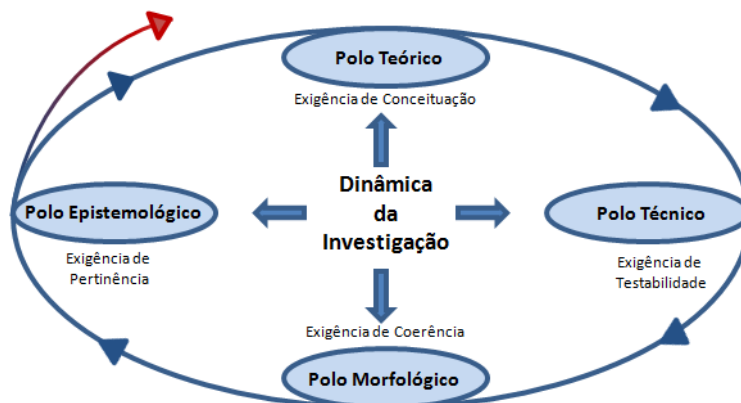 Polo Teórico
Exigência de Conceituação
Polo Epistemológico
Exigência de
Pertinência
Dinâmica
da
Investigação
Polo Técnico
Exigência de
Testabilidade
Exigência de Coerência
Polo Morfológico